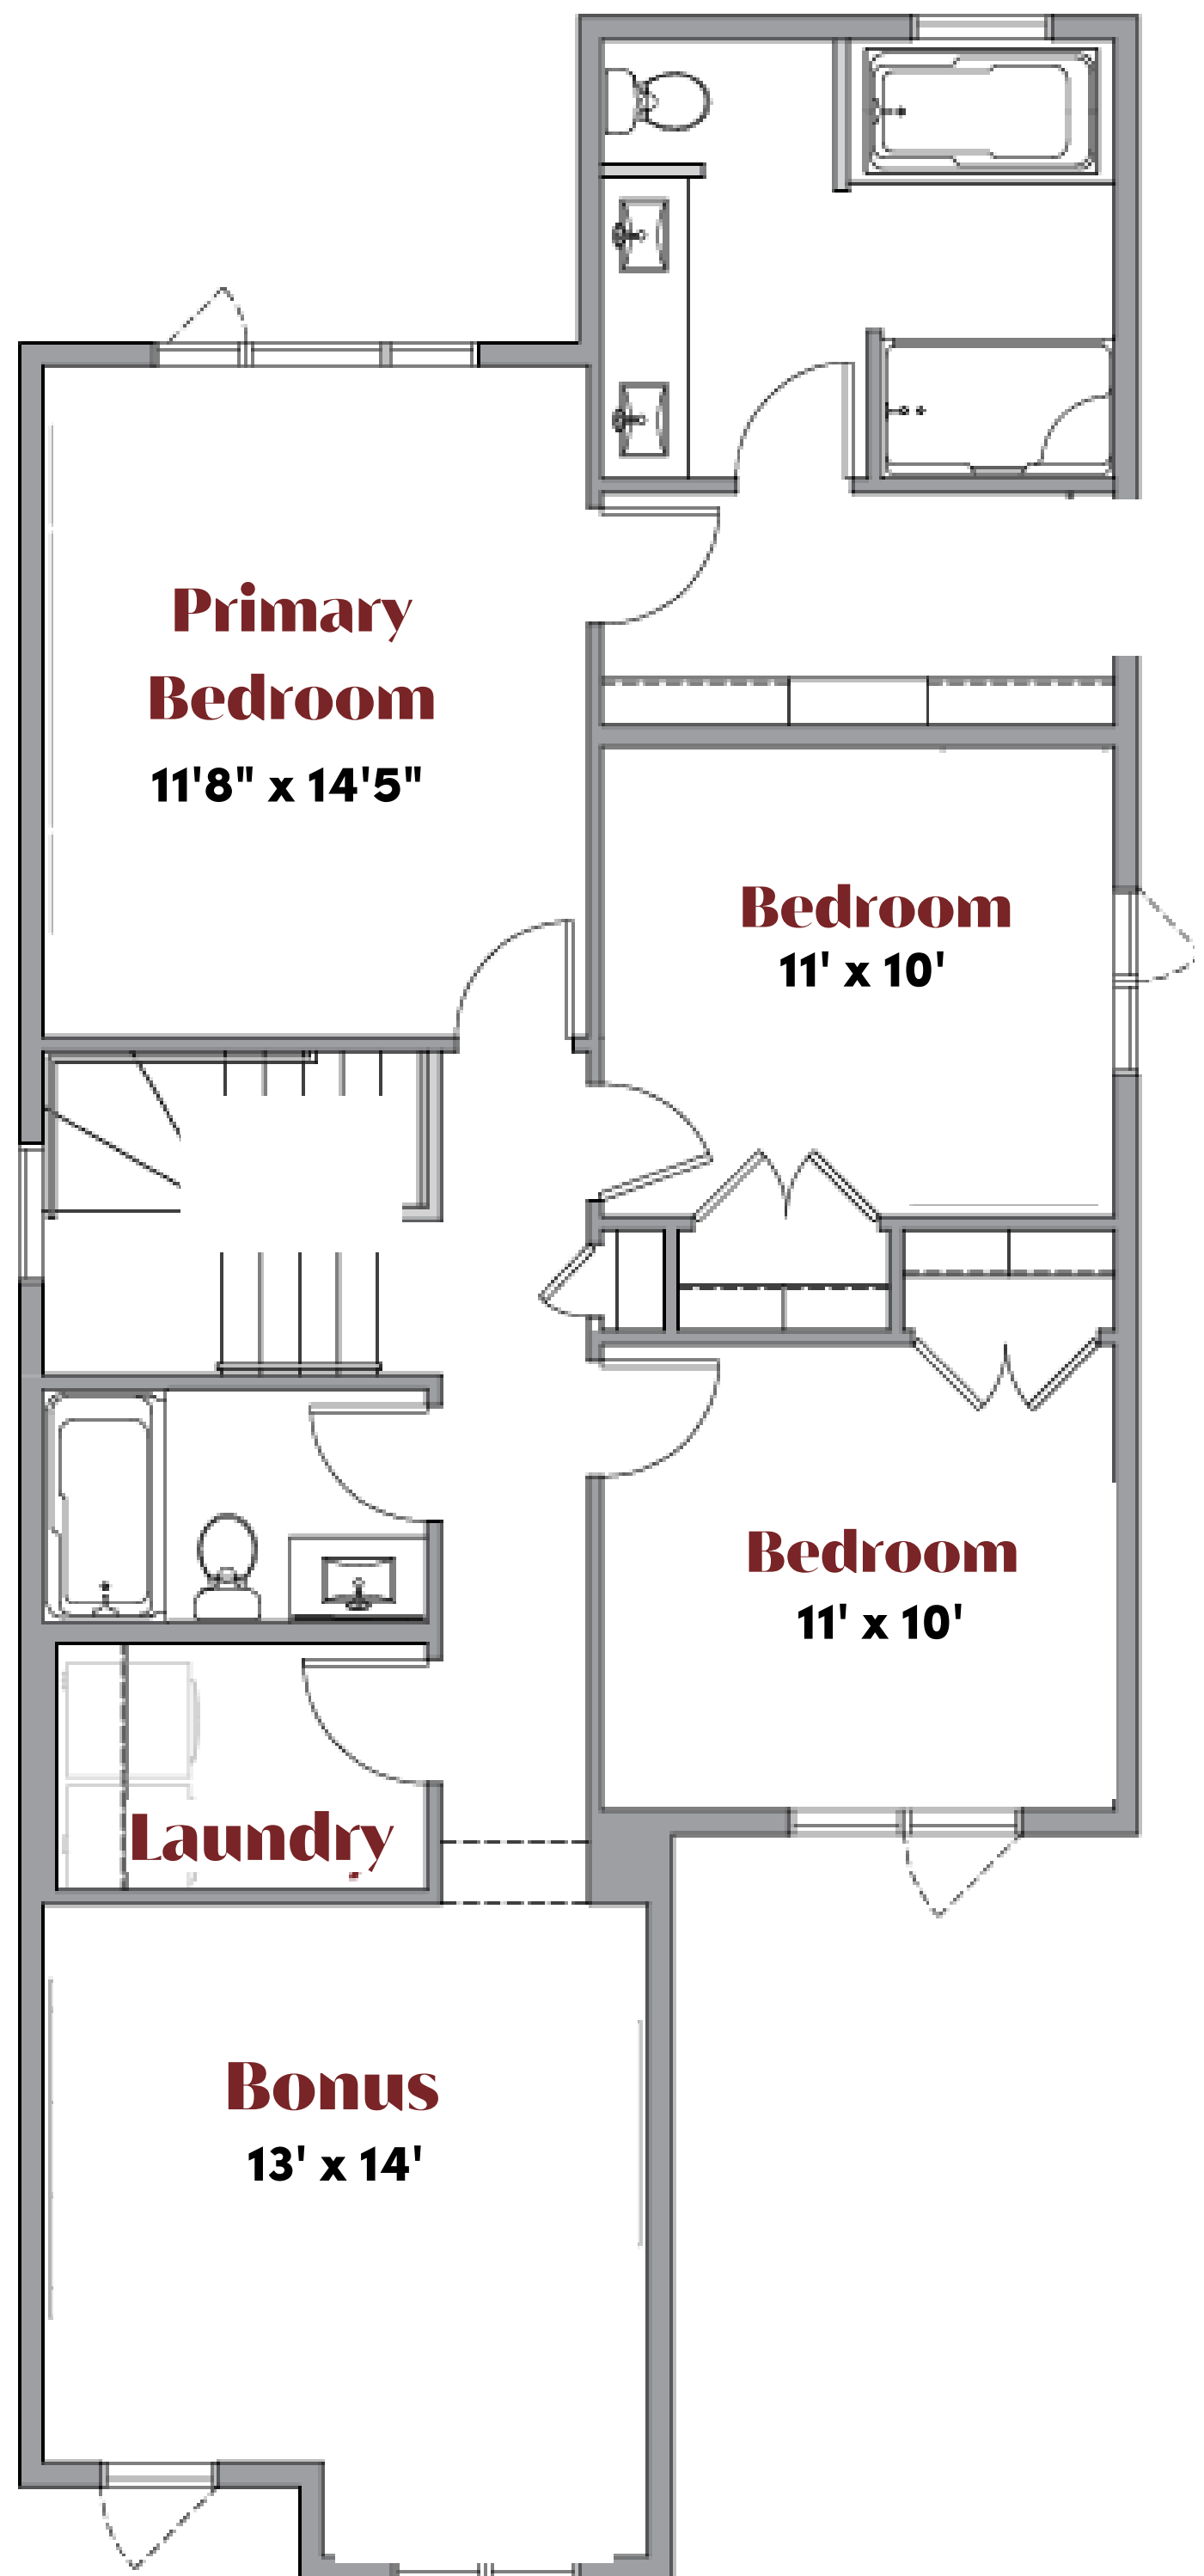 Primary
Bedroom
11'8" x 14'5"
Bedroom
11' x 10'
Bedroom
11' x 10'
Laundry
Bonus
13' x 14'